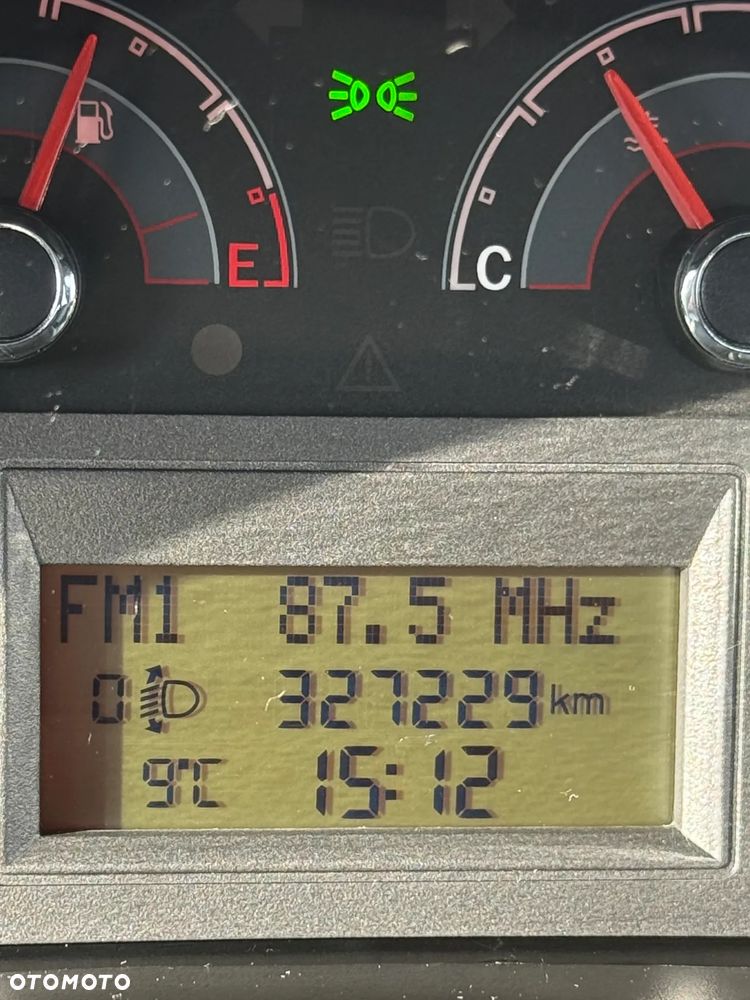 E C
FM1 87.5 MHz
0 327229 km
9°C 15:12
OTOMOTO